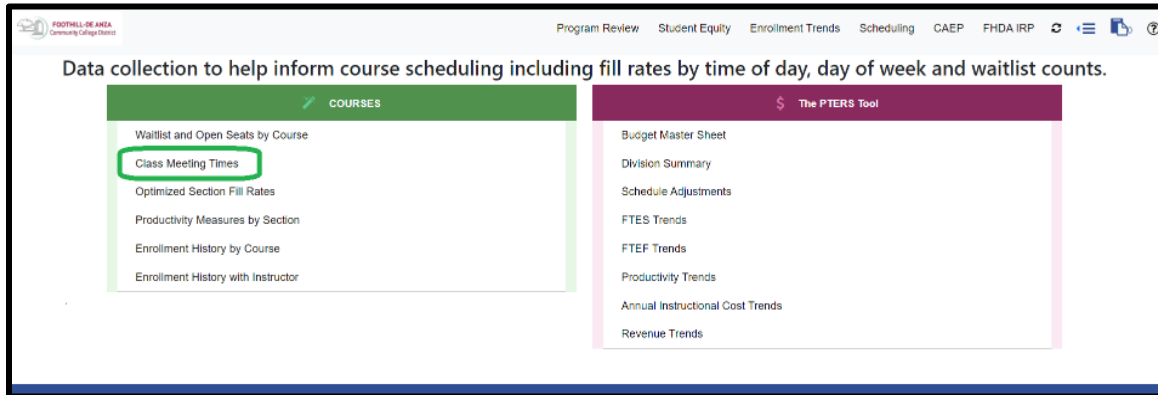 FOOTHILL-DE ANZA
Community College District
Program Review Student Equity Enrollment Trends Scheduling CAEP FHDA IRP
Data collection to help inform course scheduling including fill rates by time of day, day of week and waitlist counts.
COURSES
Waitlist and Open Seats by Course
Class Meeting Times
Optimized Section Fill Rates
Productivity Measures by Section
Enrollment History by Course
Enrollment History with Instructor
$ The PTERS Tool
Budget Master Sheet
Division Summary
Schedule Adjustments
FTES Trends
FTEF Trends
Productivity Trends
Annual Instructional Cost Trends
Revenue Trends